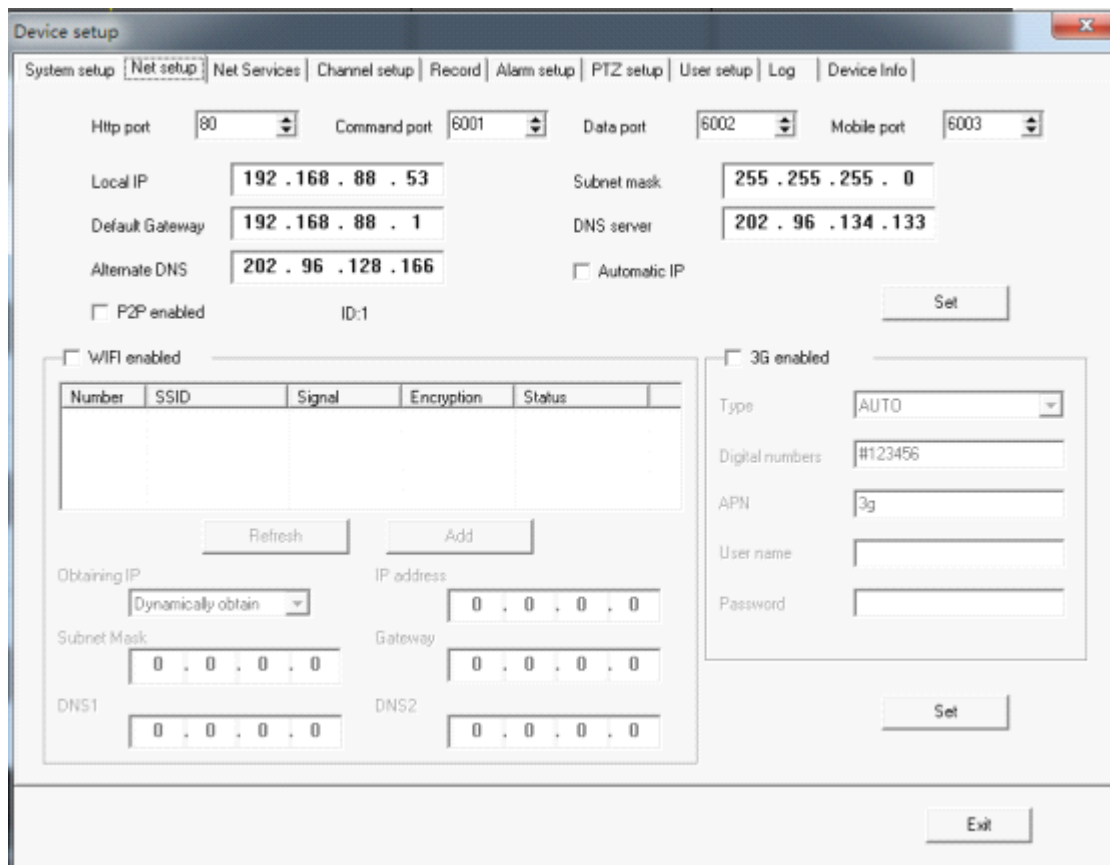 Device setup
System setup Net setup Net Services Channel setup Record Alarm setup PTZ setup User setup Log Device Info
Http port 80 Command port 6001 Data port 6002 Mobile port 6003
Local IP 192 .168 . 88 . 53 Subnet mask 255 .255 .255 . 0
Default Gateway 192 .168 . 88 . 1 DNS server 202 . 96 .134 .133
Alternate DNS 202 . 96 .128 .166 Automatic IP
P2P enabled ID:1 Set
WIFI enabled 3G enabled
Number SSID Signal Encryption Status
Type AUTO
Digital numbers #123456
APN 3g
Refresh Add
User name
Obtaining IP IP address
Dynamically obtain 0 . 0 . 0 . 0
Password
Subnet Mask Gateway
0 . 0 . 0 . 0 0 . 0 . 0 . 0
DNS1 DNS2
Set
0 . 0 . 0 . 0 0 . 0 . 0 . 0
Exit